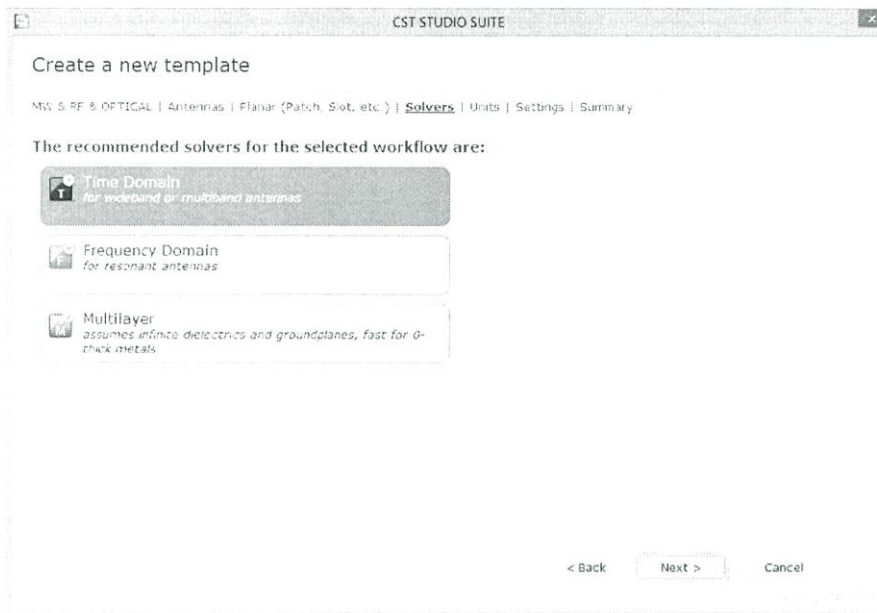 CST STUDIO SUITE
Create a new template
MW & RF & OPTICAL | Antennas | Planar (Patch, Slot, etc.) | Solvers | Units | Settings | Summary
The recommended solvers for the selected workflow are:
Time Domain
for wideband or multiband antennas
Frequency Domain
for resonant antennas
Multilayer
assumes infinite dielectrics and groundplanes, fast for 0-
thick metals
< Back Next > Cancel